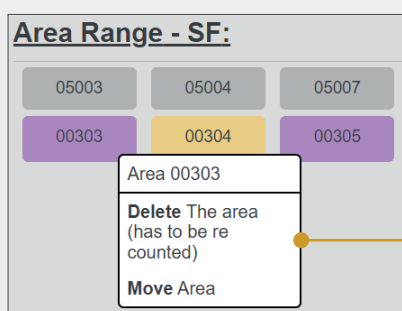 Area Range - SF:
05003 05004 05007
00303 00304 00305
Area 00303
Delete The area
(has to be re
counted)
Move Area